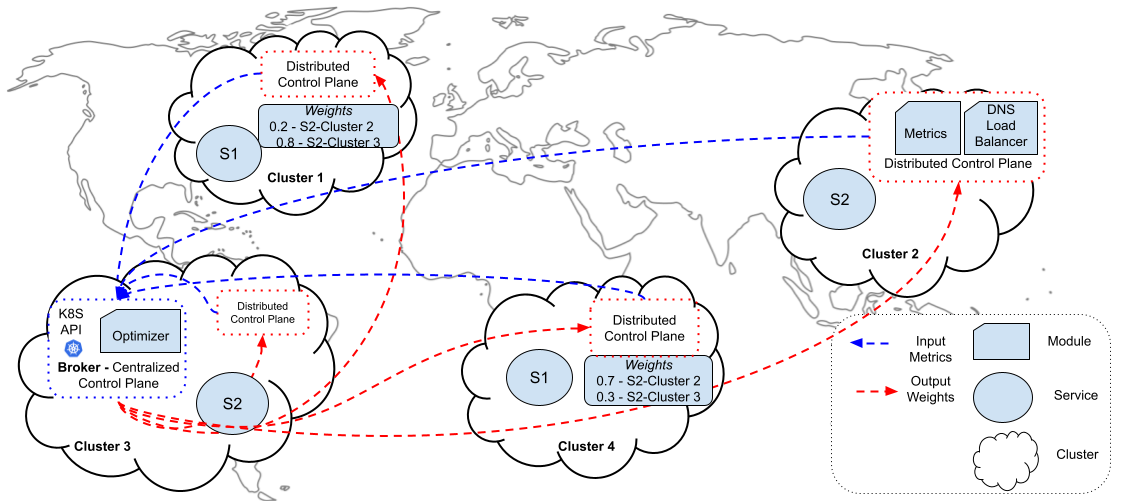 Distributed
Control Plane
Weights
0.2 - S2-Cluster 2
0.8 - S2-Cluster 3
S1
Cluster 1
Metrics
DNS
Load
Balancer
Distributed Control Plane
S2
Cluster 2
K8S
API
Optimizer
Broker - Centralized
Control Plane
Distributed
Control Plane
S2
Cluster 3
Distributed
Control Plane
S1
Weights
0.7 - S2-Cluster 2
0.3 - S2-Cluster 3
Cluster 4
Input
Metrics
Module
Output
Weights
Service
Cluster